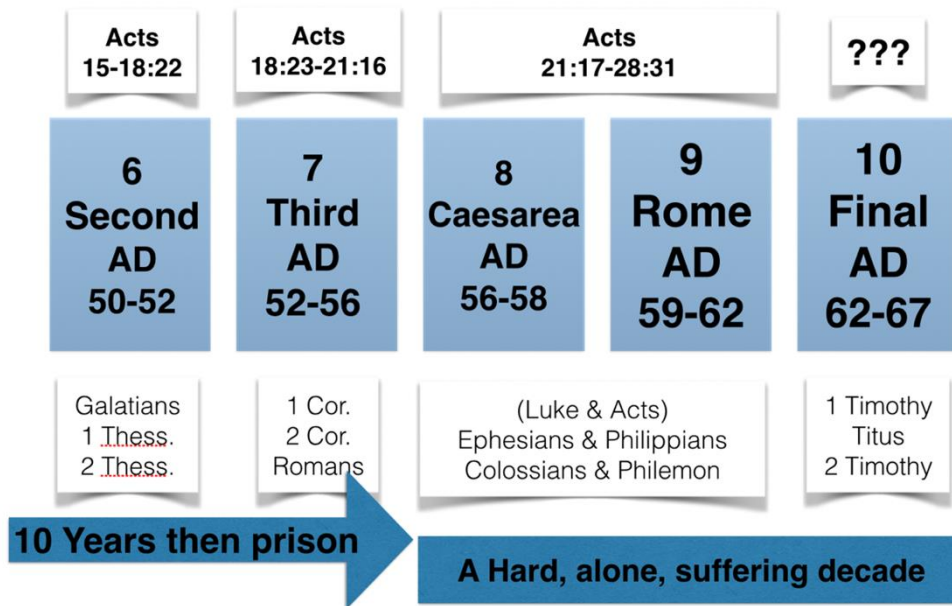 Acts
15-18:22
Acts
18:23-21:16
Acts
21:17-28:31
???
6
Second
AD
50-52
7
Third
AD
52-56
8
Caesarea
AD
56-58
9
Rome
AD
59-62
10
Final
AD
62-67
Galatians
1 Thess.
2 Thess.
1 Cor.
2 Cor.
Romans
(Luke & Acts)
Ephesians & Philippians
Colossians & Philemon
1 Timothy
Titus
2 Timothy
10 Years then prison
A Hard, alone, suffering decade